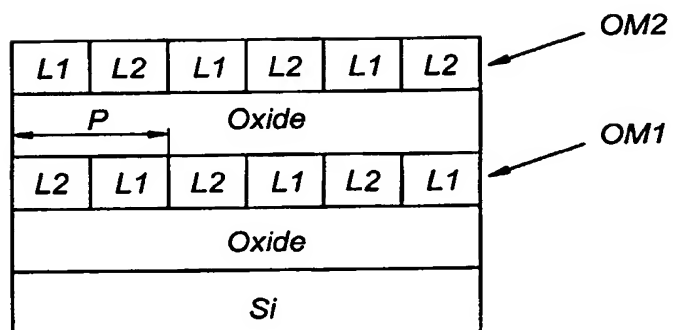 OM2
L1 L2 L1 L2 L1 L2
P Oxide
OM1
L2 L1 L2 L1 L2 L1
Oxide
Si